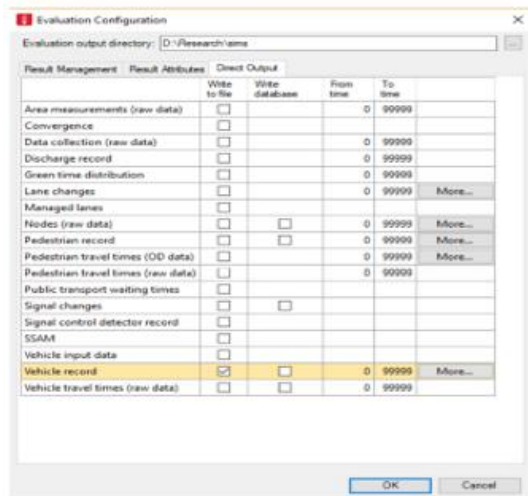 Evaluation Configuration
Evaluation output directory: D:\Research\sims
Result Management Result Attributes Direct Output
Write to file Write database From time To time
Area measurements (raw data) 0 99999
Convergence
Data collection (raw data) 0 99999
Discharge record 0 99999
Green time distribution 0 99999
Lane changes 0 99999 More...
Managed lanes
Nodes (raw data) 0 99999 More...
Pedestrian record 0 99999 More...
Pedestrian travel times (OD data) 0 99999 More...
Pedestrian travel times (raw data) 0 99999
Public transport waiting times
Signal changes
Signal control detector record
SSAM
Vehicle input data
Vehicle record 0 99999 More...
Vehicle travel times (raw data) 0 99999
OK Cancel